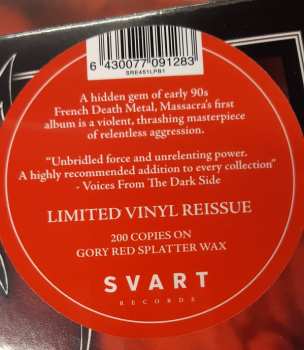 6 430077 091283
SRE451LPB1
A hidden gem of early 90s
French Death Metal, Massacra's first
album is a violent, thrashing masterpiece
of relentless aggression.
"Unbridled force and unrelenting power.
A highly recommended addition to every collection"
- Voices From The Dark Side
LIMITED VINYL REISSUE
200 COPIES ON
GORY RED SPLATTER WAX
SVART
RECORDS